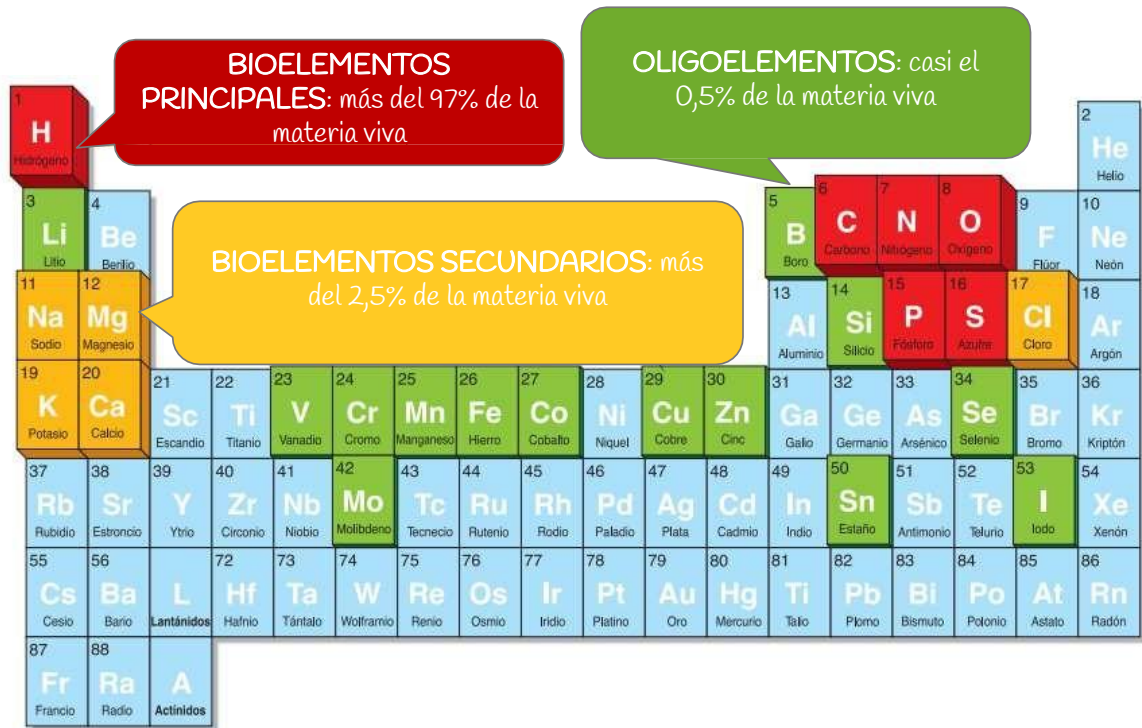 BIOELEMENTOS
PRINCIPALES: más del 97% de la
materia viva
OLIGOELEMENTOS: casi el
0,5% de la materia viva
BIOELEMENTOS SECUNDARIOS: más
del 2,5% de la materia viva
1
H
Hidrógeno
2
He
Helio
3
Li
Litio
4
Be
Berilio
5
B
Boro
6
C
Carbono
7
N
Nitrógeno
8
O
Oxígeno
9
F
Flúor
10
Ne
Neón
11
Na
Sodio
12
Mg
Magnesio
13
Al
Aluminio
14
Si
Silicio
15
P
Fósforo
16
S
Azufre
17
Cl
Cloro
18
Ar
Argón
19
K
Potasio
20
Ca
Calcio
21
Sc
Escandio
22
Ti
Titanio
23
V
Vanadio
24
Cr
Cromo
25
Mn
Manganeso
26
Fe
Hierro
27
Co
Cobalto
28
Ni
Niquel
29
Cu
Cobre
30
Zn
Cinc
31
Ga
Galio
32
Ge
Germanio
33
As
Arsénico
34
Se
Selenio
35
Br
Bromo
36
Kr
Kriptón
37
Rb
Rubidio
38
Sr
Estroncio
39
Y
Ytrio
40
Zr
Circonio
41
Nb
Niobio
42
Mo
Molibdeno
43
Tc
Tecnecio
44
Ru
Rutenio
45
Rh
Rodio
46
Pd
Paladio
47
Ag
Plata
48
Cd
Cadmio
49
In
Indio
50
Sn
Estaño
51
Sb
Antimonio
52
Te
Telurio
53
I
Iodo
54
Xe
Xenón
55
Cs
Cesio
56
Ba
Bario
L
Lantánidos
72
Hf
Hafnio
73
Ta
Tántalo
74
W
Wolframio
75
Re
Renio
76
Os
Osmio
77
Ir
Iridio
78
Pt
Platino
79
Au
Oro
80
Hg
Mercurio
81
Ti
Talio
82
Pb
Plomo
83
Bi
Bismuto
84
Po
Polonio
85
At
Astato
86
Rn
Radón
87
Fr
Francio
88
Ra
Radio
A
Actínidos